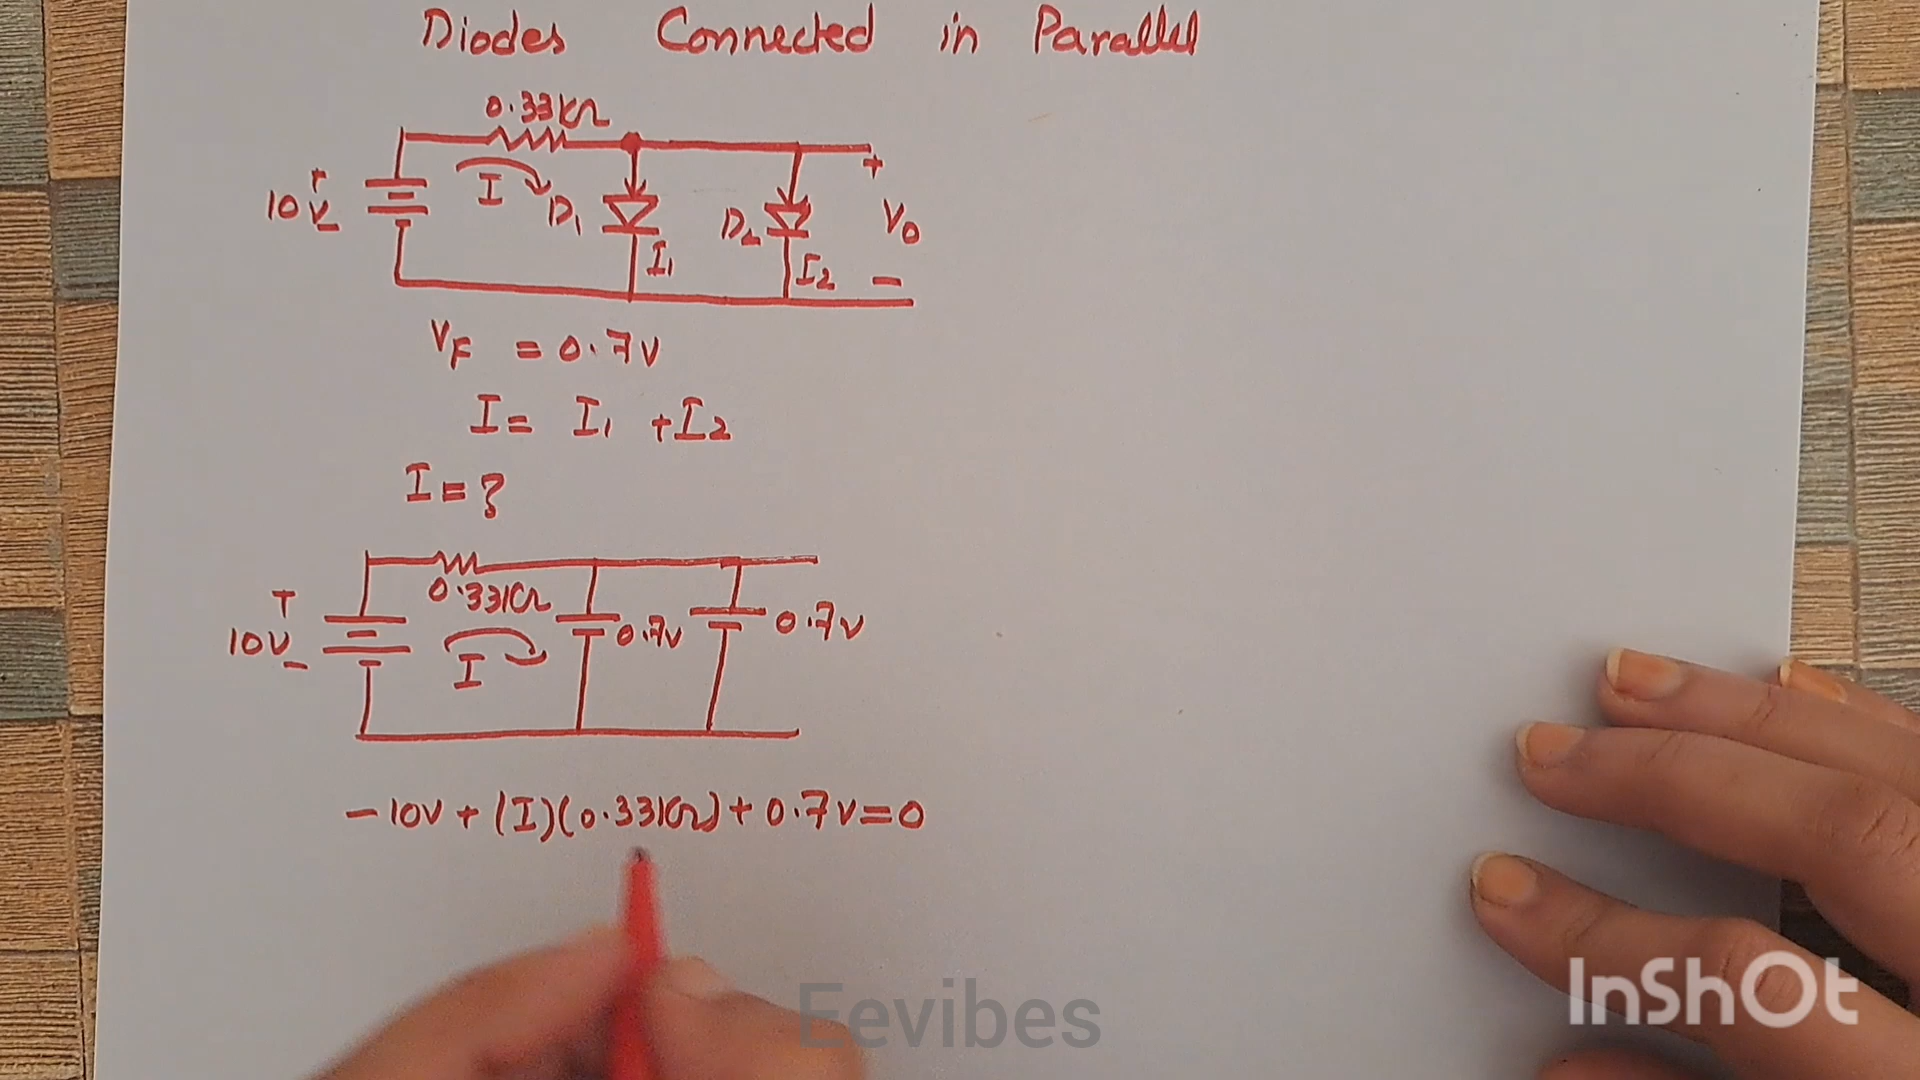 Diodes Connected in Parallel
0.33KΩ
+
10V
-
I
D1
I1
D2
I2
+
Vo
-
VF = 0.7V
I = I1 + I2
I = ?
+
10V
-
0.33KΩ
I
0.7V
0.7V
-10V + (I)(0.33KΩ) + 0.7V = 0
Eevibes
InShOt